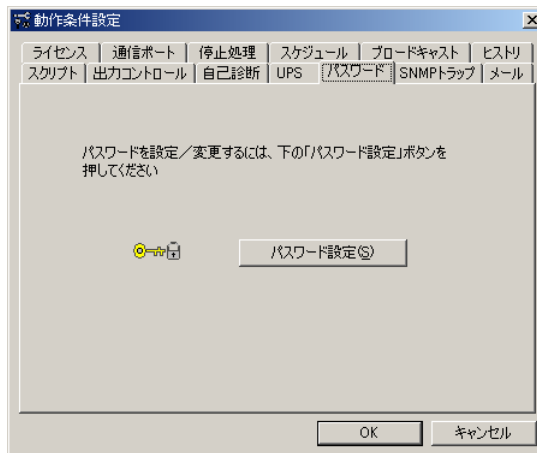 動作条件設定
ライセンス 通信ポート 停止処理 スケジュール ブロードキャスト ヒストリ
スクリプト 出力コントロール 自己診断 UPS パスワード SNMPトラップ メール
パスワードを設定／変更するには、下の「パスワード設定」ボタンを
押してください
パスワード設定(S)
OK キャンセル